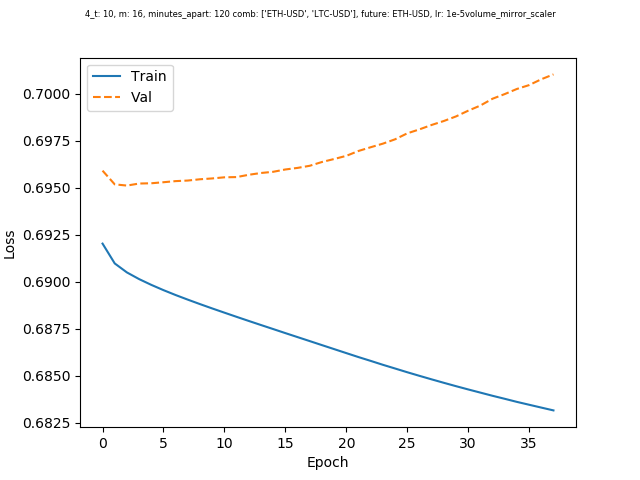 4_t: 10, m: 16, minutes_apart: 120 comb: ['ETH-USD', 'LTC-USD'], future: ETH-USD, lr: 1e-5volume_mirror_scaler
Train
Val
0.7000
0.6975
0.6950
0.6925
0.6900
0.6875
0.6850
0.6825
Loss
0 5 10 15 20 25 30 35
Epoch